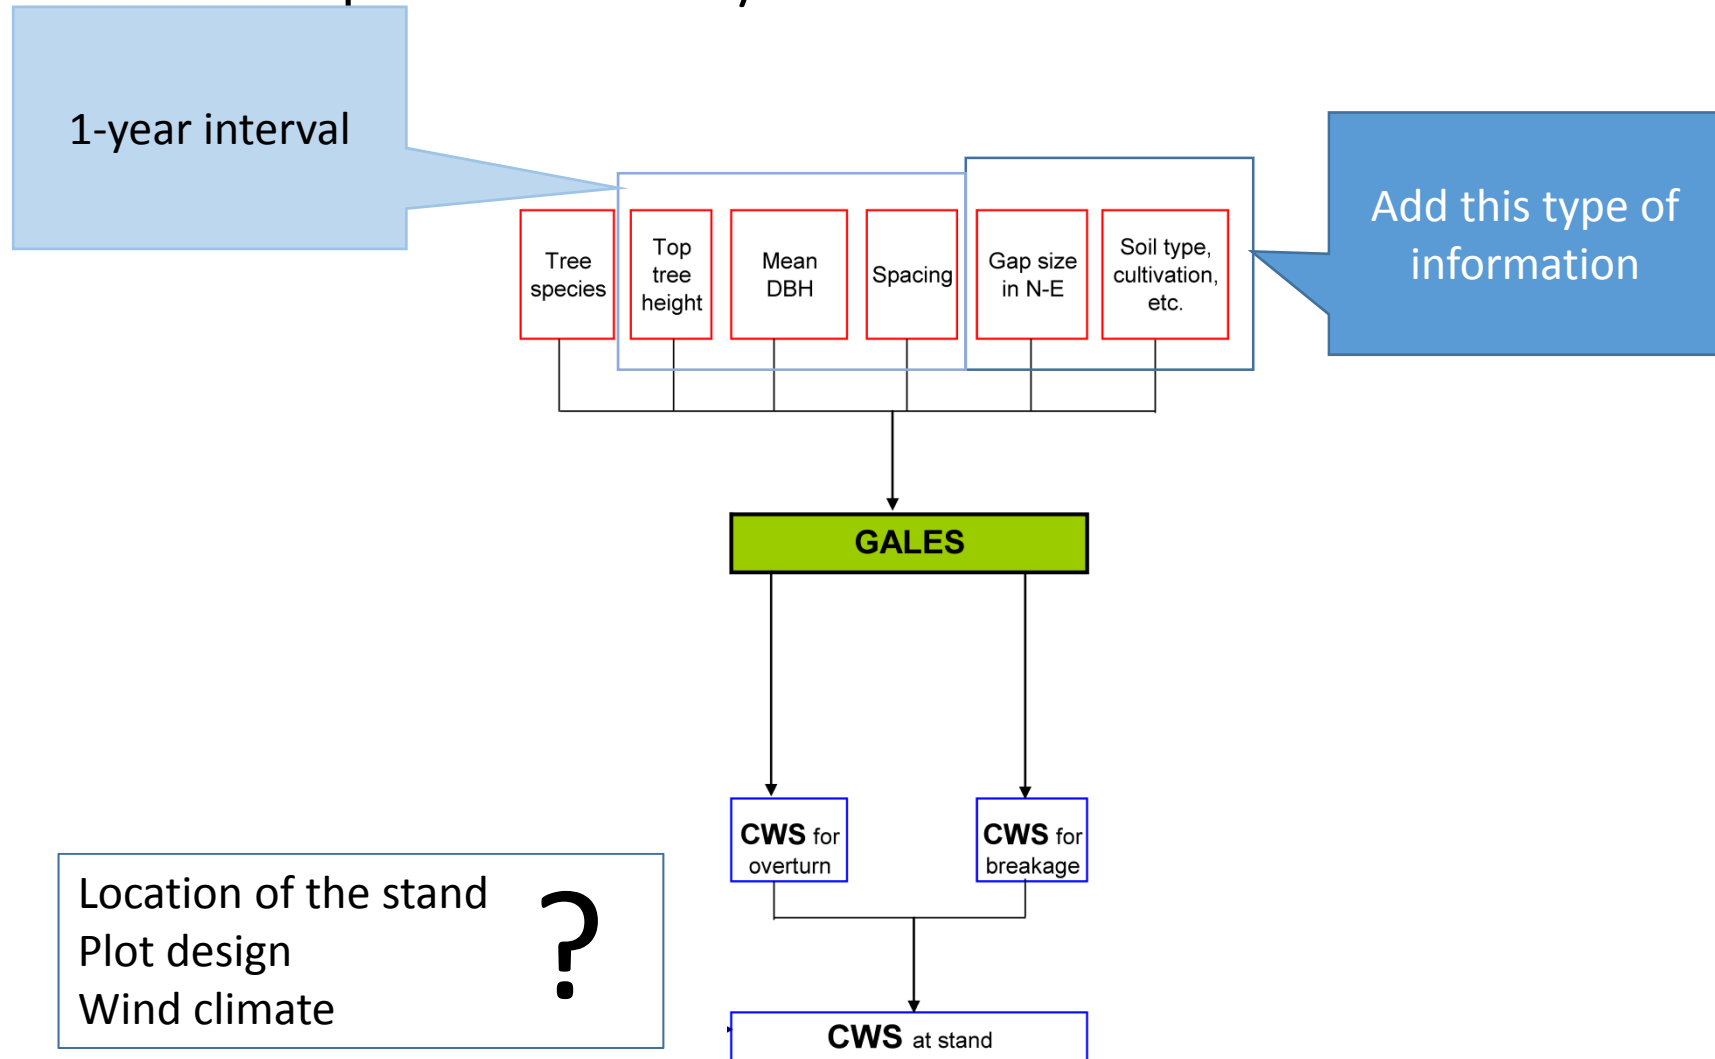 1-year interval
Add this type of
information
Tree
species
Top
tree
height
Mean
DBH
Spacing
Gap size
in N-E
Soil type,
cultivation,
etc.
GALES
CWS for
overturn
CWS for
breakage
Location of the stand
Plot design
Wind climate
?
CWS at stand